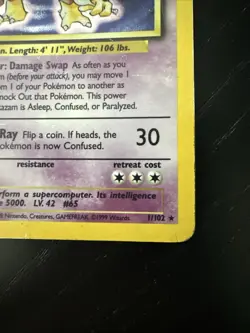 n. Length: 4' 11", Weight: 106 lbs.
r: Damage Swap As often as you
n (before your attack), you may move 1
om 1 of your Pokémon to another as
nock Out that Pokémon. This power
kazam is Asleep, Confused, or Paralyzed.
Ray Flip a coin. If heads, the 30
okémon is now Confused.
resistance retreat cost
rform a supercomputer. Its intelligence
e 5000. LV. 42 #65
8 Nintendo, Creatures, GAMEFREAK. ©1999 Wizards. 1/102 ★